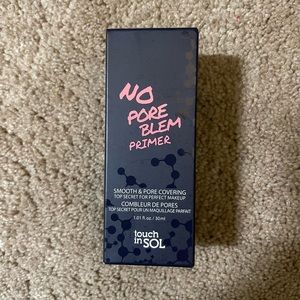 NO
PORE
BLEM
PRIMER
SMOOTH & PORE COVERING
TOP SECRET FOR PERFECT MAKEUP
COMBLEUR DE PORES
TOP SECRET POUR UN MAQUILLAGE PARFAIT
1.01 fl.oz. / 30ml
touch
in SOL